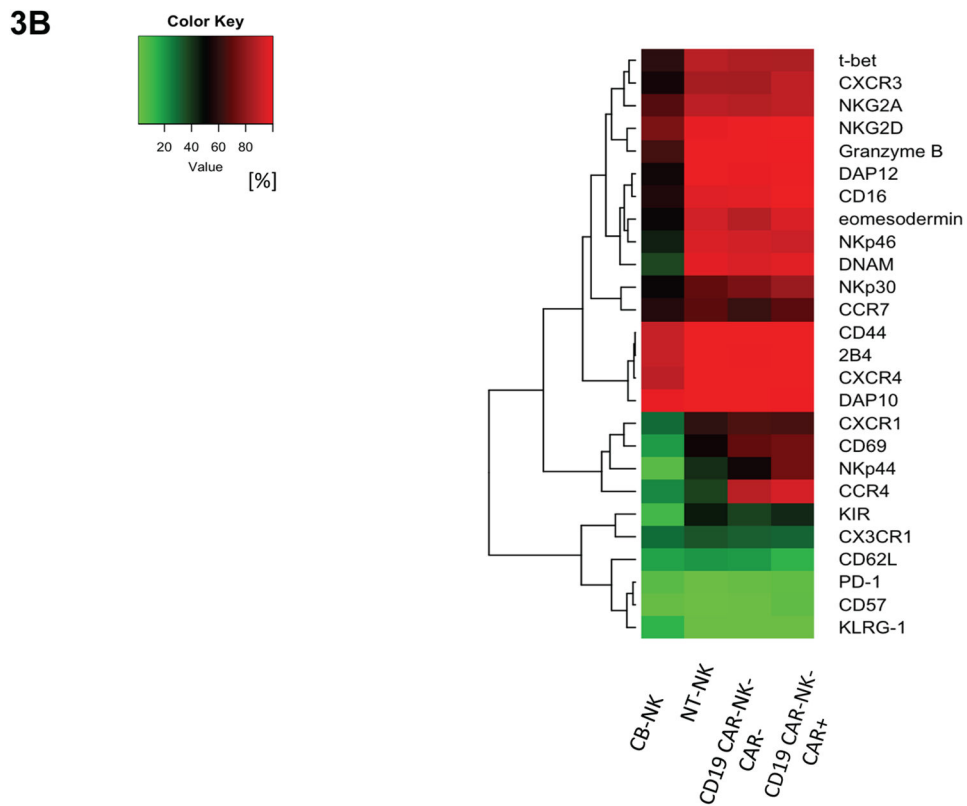 3B
Color Key
20 40 60 80
Value
[%]
t-bet
CXCR3
NKG2A
NKG2D
Granzyme B
DAP12
CD16
eomesodermin
NKp46
DNAM
NKp30
CCR7
CD44
2B4
CXCR4
DAP10
CXCR1
CD69
NKp44
CCR4
KIR
CX3CR1
CD62L
PD-1
CD57
KLRG-1
CB-NK
NT-NK
CD19 CAR-NK-
CAR-
CD19 CAR-NK-
CAR+